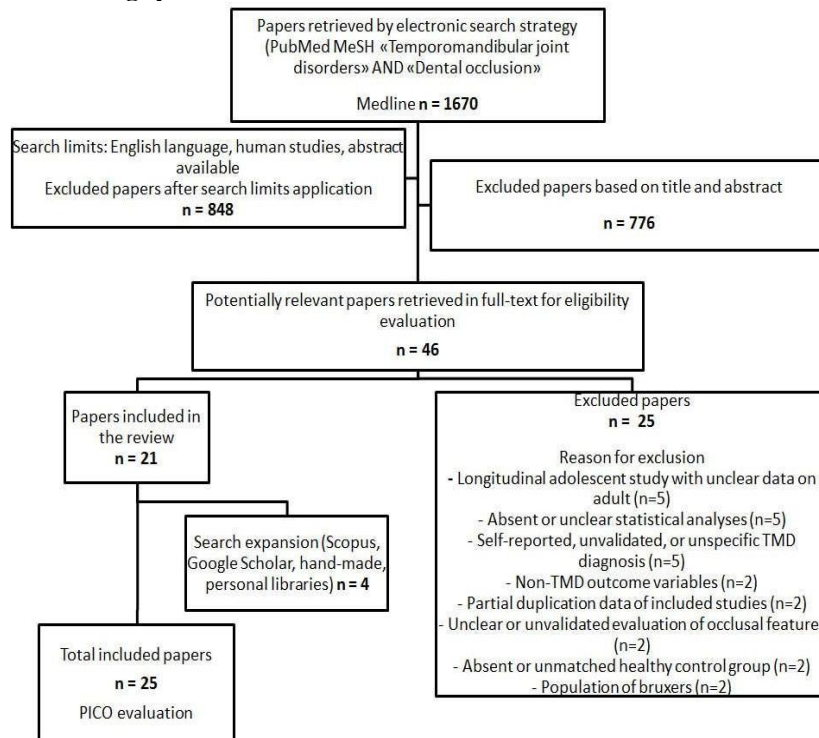 Papers retrieved by electronic search strategy
(PubMed MeSH «Temporomandibular joint
disorders» AND «Dental occlusion»
Medline n = 1670
Search limits: English language, human studies, abstract
available
Excluded papers after search limits application
n = 848
Excluded papers based on title and abstract
n = 776
Potentially relevant papers retrieved in full-text for eligibility
evaluation
n = 46
Papers included in
the review
n = 21
Search expansion (Scopus,
Google Scholar, hand-made,
personal libraries) n = 4
Total included papers
n = 25
PICO evaluation
Excluded papers
n = 25
Reason for exclusion
- Longitudinal adolescent study with unclear data on
adult (n=5)
- Absent or unclear statistical analyses (n=5)
- Self-reported, unvalidated, or unspecific TMD
diagnosis (n=5)
- Non-TMD outcome variables (n=2)
- Partial duplication data of included studies (n=2)
- Unclear or unvalidated evaluation of occlusal feature
(n=2)
- Absent or unmatched healthy control group (n=2)
- Population of bruxers (n=2)